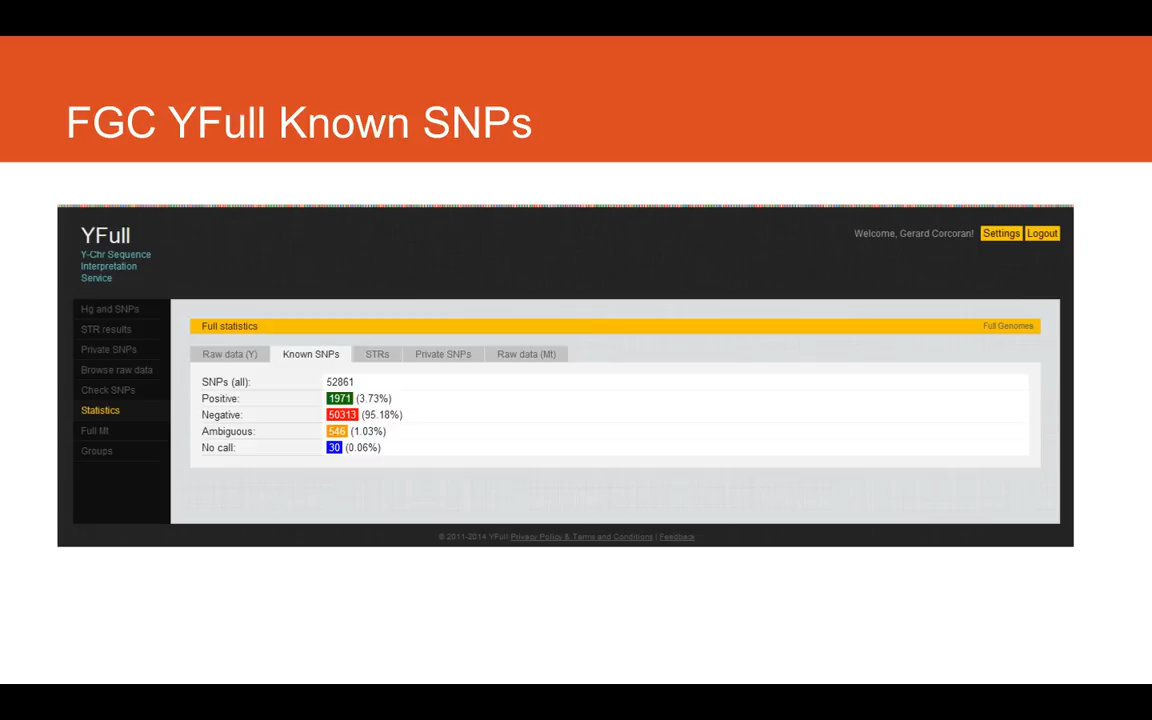 FGC YFull Known SNPs
YFull
Y-Chr Sequence
Interpretation
Service
Welcome, Gerard Corcoran! Settings Logout
Hg and SNPs
STR results
Private SNPs
Browse raw data
Check SNPs
Statistics
Full Mt
Groups
Full statistics Full Genomes
Raw data (Y) Known SNPs STRs Private SNPs Raw data (Mt)
SNPs (all): 52861
Positive: 1971 (3.73%)
Negative: 50313 (95.18%)
Ambiguous: 546 (1.03%)
No call: 30 (0.06%)
© 2011-2014 YFull Privacy Policy & Terms and Conditions | Feedback